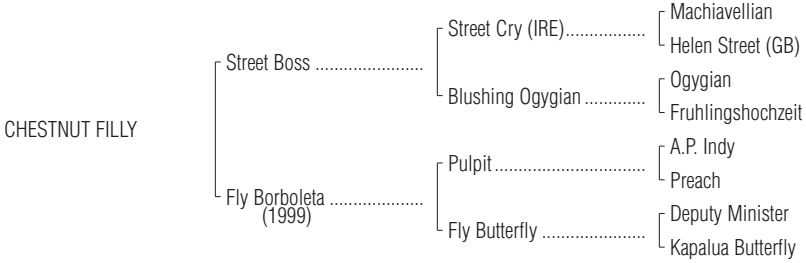 CHESTNUT FILLY
Street Boss ......................
Fly Borboleta ...................
(1999)
Street Cry (IRE)................
Blushing Ogygian .............
Pulpit..............................
Fly Butterfly .....................
Machiavellian
Helen Street (GB)
Ogygian
Fruhlingshochzeit
A.P. Indy
Preach
Deputy Minister
Kapalua Butterfly